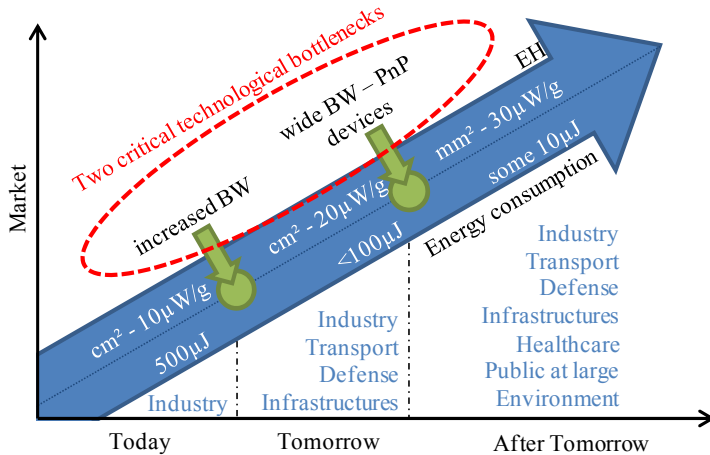 Two critical technological bottlenecks
EH
wide BW – PnP
devices
increased BW
Market
cm² - 10µW/g
cm² - 20µW/g
mm² - 30µW/g
500µJ
<100µJ
some 10µJ
Energy consumption
Industry
Industry
Transport
Defense
Infrastructures
Industry
Transport
Defense
Infrastructures
Healthcare
Public at large
Environment
Today
Tomorrow
After Tomorrow